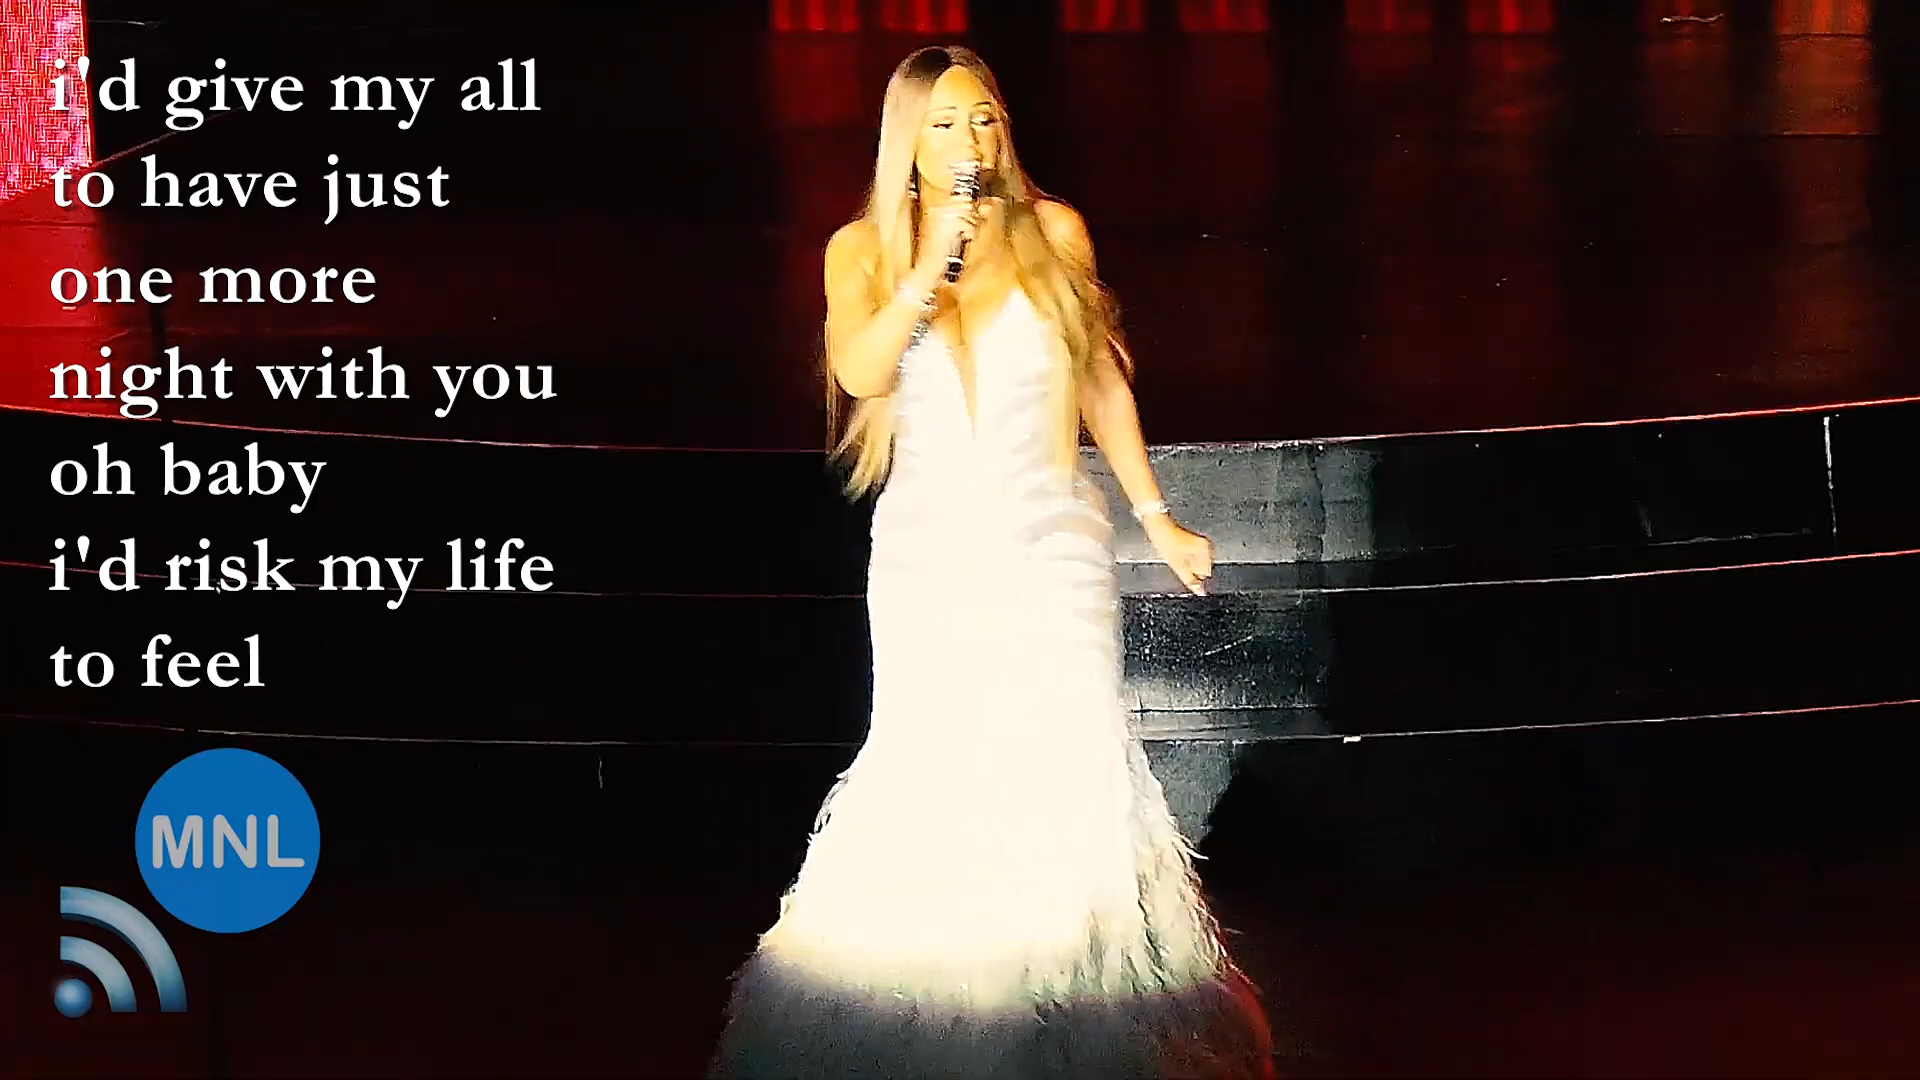 i'd give my all
to have just
one more
night with you
oh baby
i'd risk my life
to feel
MNL